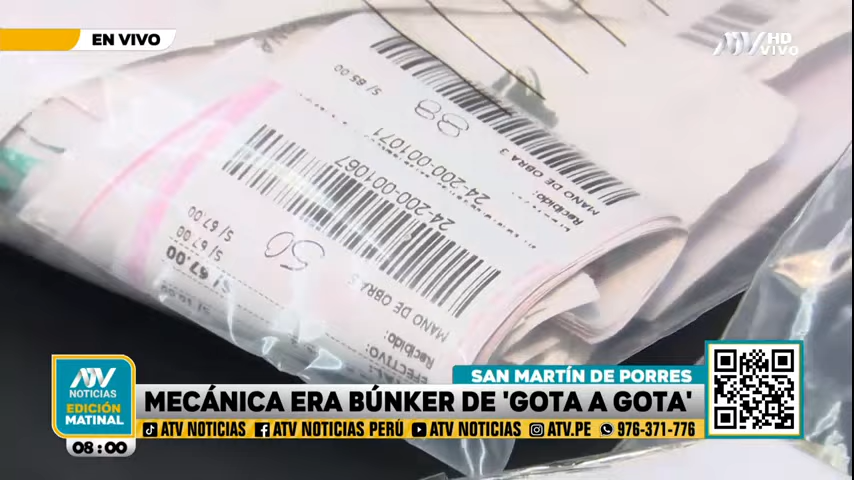 EN VIVO
ATV HD
VIVO
S/ 65.00
88
24-200-001071
MANO DE OBRA 3
Recibido:
24-200-001067
S/ 67.00
S/ 67.00
S/ 67.00
50
MANO DE OBRA 5
Recibido:
EFECTIVO
ATV
NOTICIAS
EDICIÓN
MATINAL
08:00
SAN MARTÍN DE PORRES
MECÁNICA ERA BÚNKER DE 'GOTA A GOTA'
ATV NOTICIAS ATV NOTICIAS PERÚ ATV NOTICIAS ATV.PE 976-371-776